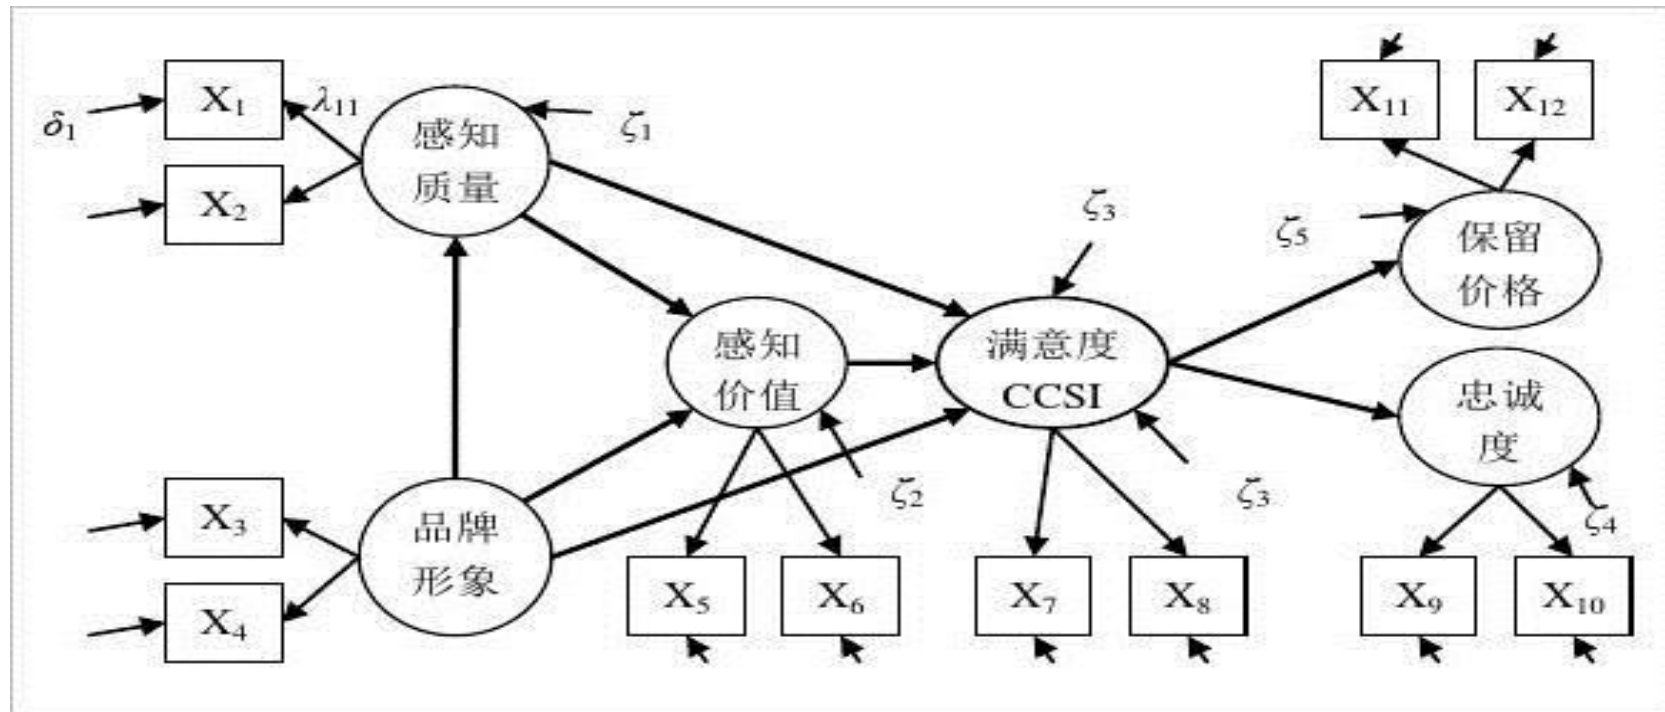 δ1
X1
λ11
X2
感知
质量
ζ1
X11
X12
ζ3
ζ5
保留
价格
感知
价值
满意度
CCSI
忠诚
度
X3
X4
品牌
形象
ζ2
ζ3
ζ4
X5
X6
X7
X8
X9
X10